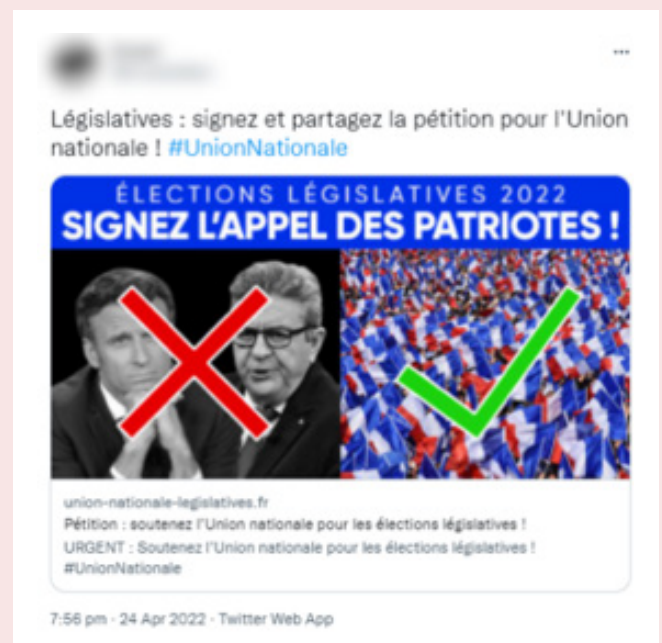 Législatives : signez et partagez la pétition pour l'Union
nationale ! #UnionNationale
ÉLECTIONS LÉGISLATIVES 2022
SIGNEZ L'APPEL DES PATRIOTES !
union-nationale-legislatives.fr
Pétition : soutenez l'Union nationale pour les élections législatives !
URGENT : Soutenez l'Union nationale pour les élections législatives !
#UnionNationale
7:56 pm · 24 Apr 2022 · Twitter Web App